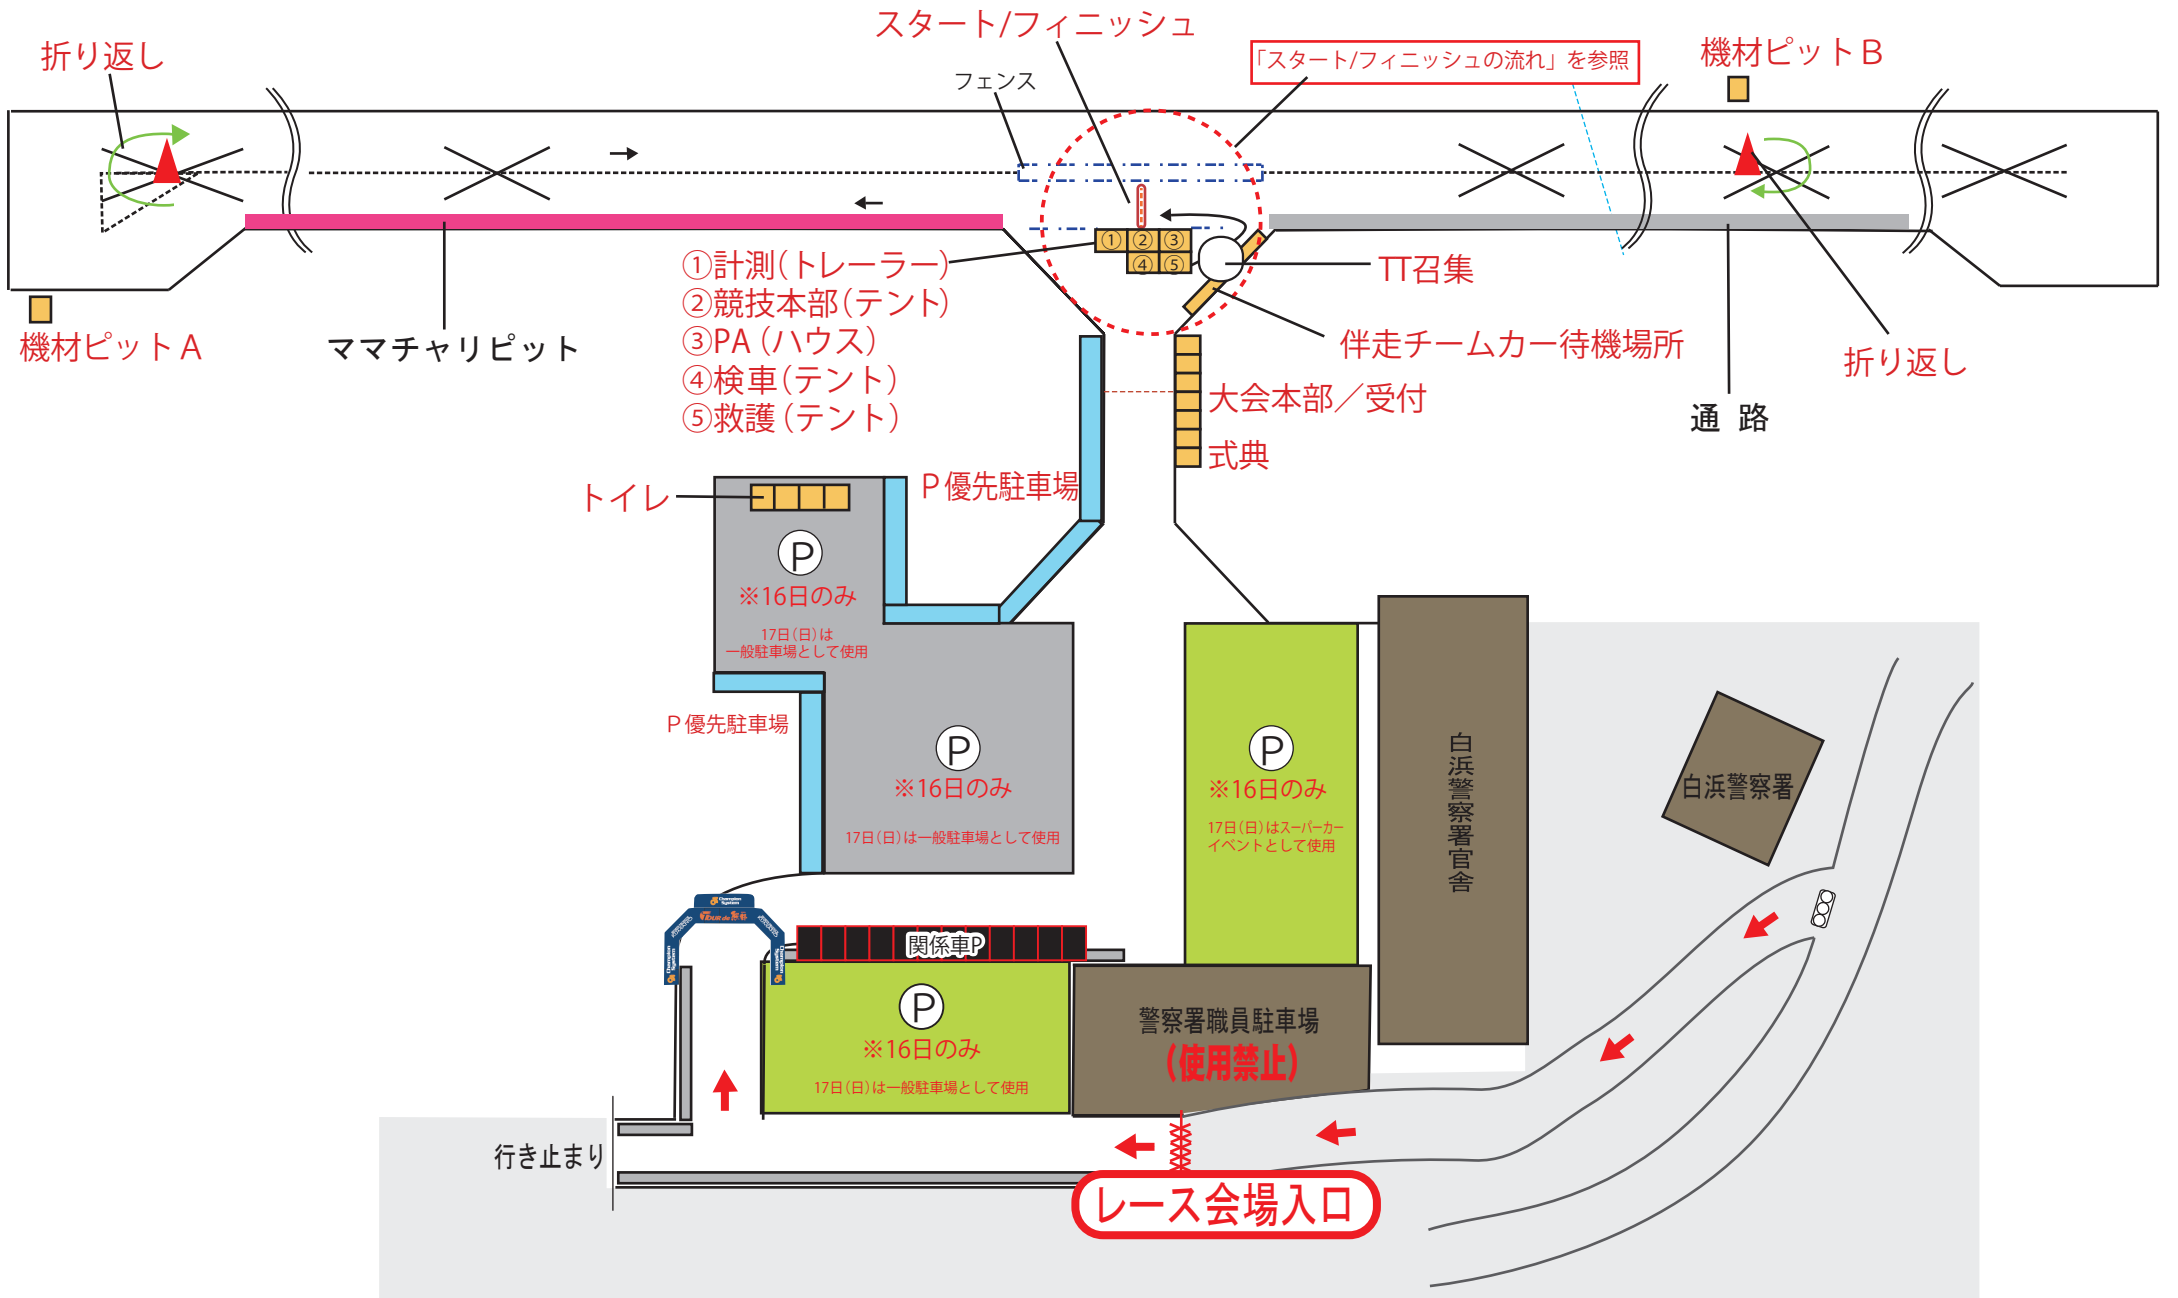 スタート/フィニッシュ
折り返し
「スタート/フィニッシュの流れ」を参照
機材ピットB
フェンス
①
②
③
④
⑤
①計測(トレーラー)
②競技本部(テント)
③PA(ハウス)
④検車(テント)
⑤救護(テント)
TT召集
機材ピットA
ママチャリピット
伴走チームカー待機場所
折り返し
大会本部／受付
通 路
式典
P優先駐車場
トイレ
P
※16日のみ
17日(日)は
一般駐車場として使用
P優先駐車場
P
※16日のみ
17日(日)は一般駐車場として使用
P
※16日のみ
17日(日)はスーパーカー
イベントとして使用
白浜警察署官舎
白浜警察署
Champion
System
TOUR de
Champion
System
Champion
System
関係車P
P
※16日のみ
17日(日)は一般駐車場として使用
警察署職員駐車場
(使用禁止)
行き止まり
レース会場入口